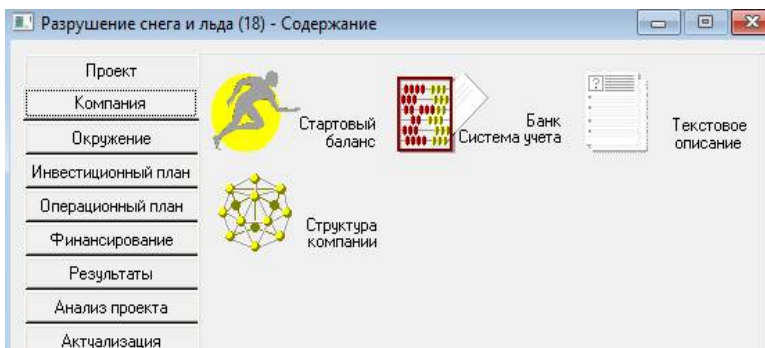 Разрушение снега и льда (18) - Содержание
Проект
Компания
Окружение
Инвестиционный план
Операционный план
Финансирование
Результаты
Анализ проекта
Актуализация
Стартовый
баланс
Банк
Система учета
?
Текстовое
описание
Структура
компании